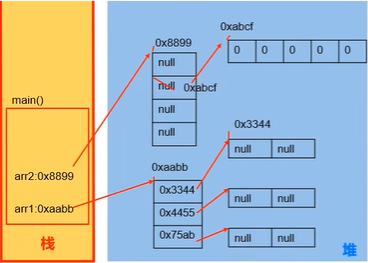 main()
arr2:0x8899
arr1:0xaabb
栈
0x8899
null
null
0xabcf
null
null
0xabcf
0 0 0 0 0
0xaabb
0x3344
0x4455
0x75ab
0x3344
null null
null null
null null
堆